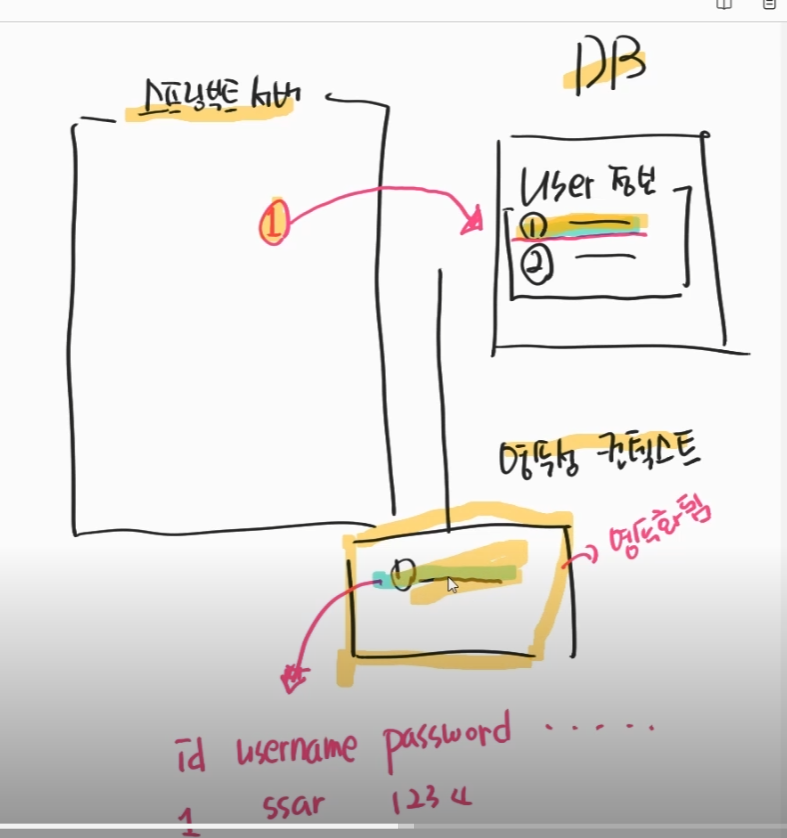 DB
스프링부트 서버
1
User 정보
① ―
② ―
영속성 컨텍스트
영속화됨
①
id username password ......
1 ssar 1234